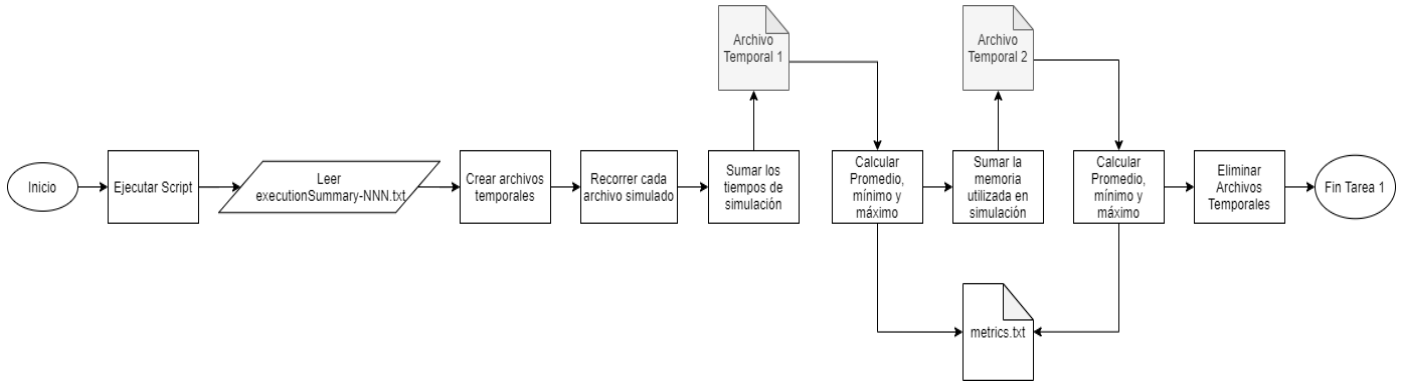 Inicio
Ejecutar Script
Leer
executionSummary-NNN.txt
Crear archivos
temporales
Recorrer cada
archivo simulado
Sumar los
tiempos de
simulación
Archivo
Temporal 1
Calcular
Promedio,
mínimo y
máximo
Sumar la
memoria
utilizada en
simulación
Archivo
Temporal 2
Calcular
Promedio,
mínimo y
máximo
metrics.txt
Eliminar
Archivos
Temporales
Fin Tarea 1